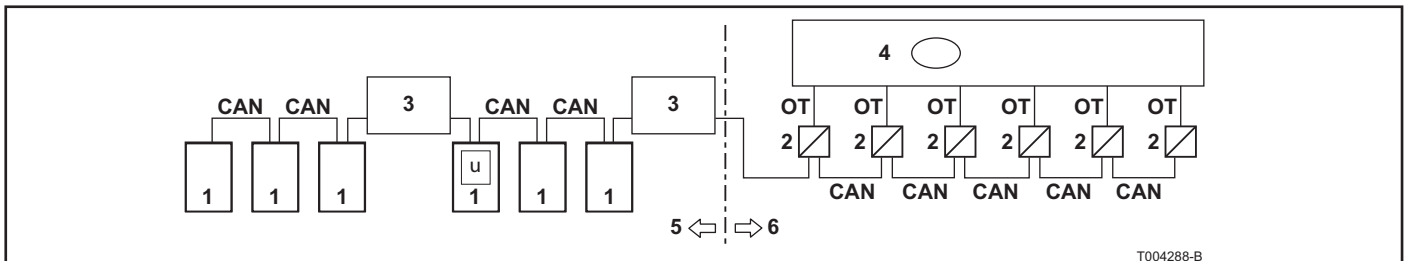 4
3
3
CAN CAN
CAN CAN
OT OT OT OT OT OT
2 2 2 2 2 2
u
1 1 1 1 1 1
CAN CAN CAN CAN CAN
5 6
T004288-B